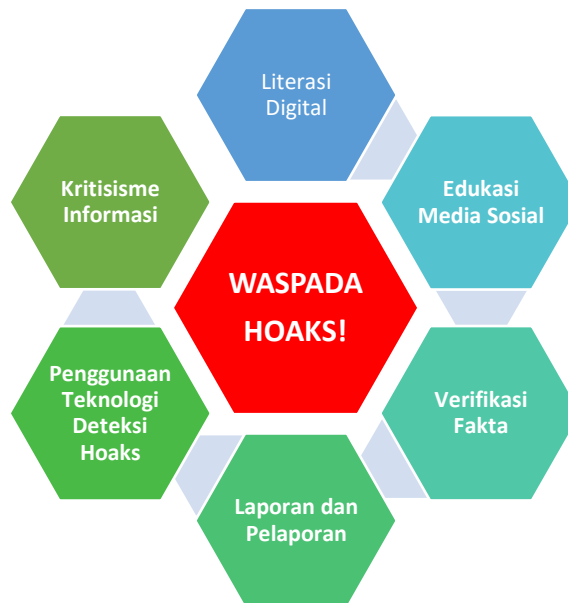 Literasi
Digital
Edukasi
Media Sosial
Verifikasi
Fakta
Laporan dan
Pelaporan
Penggunaan
Teknologi
Deteksi
Hoaks
Kritisisme
Informasi
WASPADA
HOAKS!